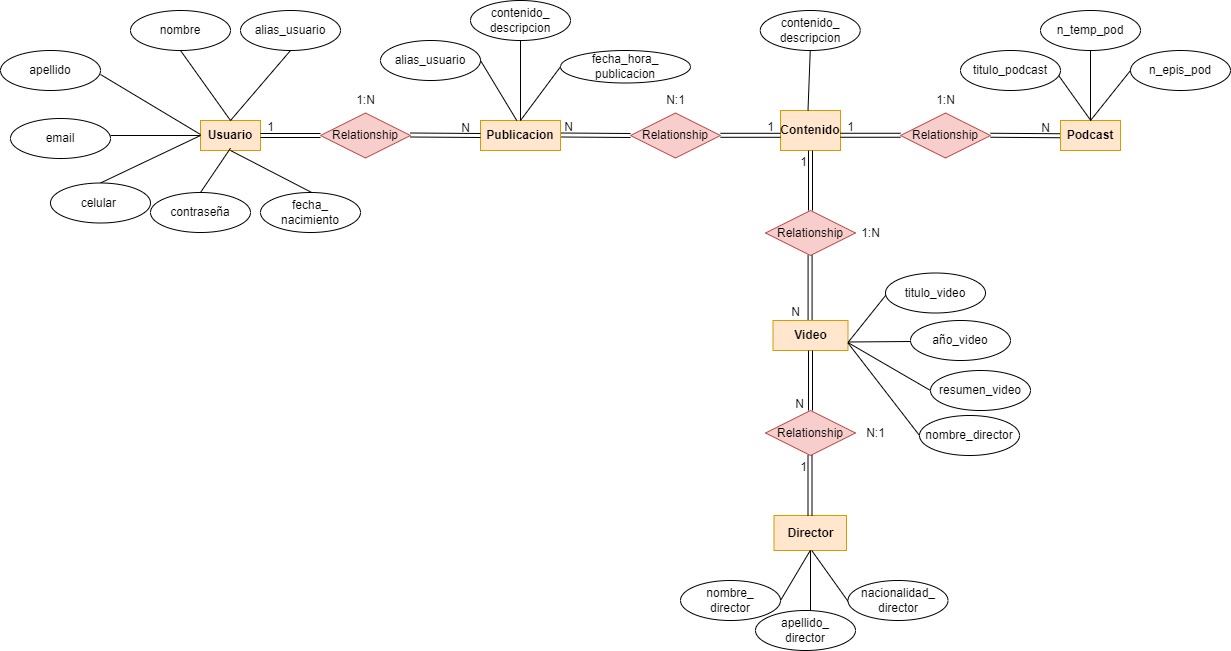 nombre
alias_usuario
apellido
email
celular
contraseña
fecha_
nacimiento
Usuario
1
1:N
Relationship
N
alias_usuario
contenido_
descripcion
fecha_hora_
publicacion
Publicacion
N
N:1
Relationship
1
contenido_
descripcion
Contenido
1
1:N
Relationship
N
titulo_podcast
n_temp_pod
n_epis_pod
Podcast
1
Relationship
1:N
N
Video
titulo_video
año_video
resumen_video
nombre_director
N
Relationship
N:1
1
Director
nombre_
director
apellido_
director
nacionalidad_
director